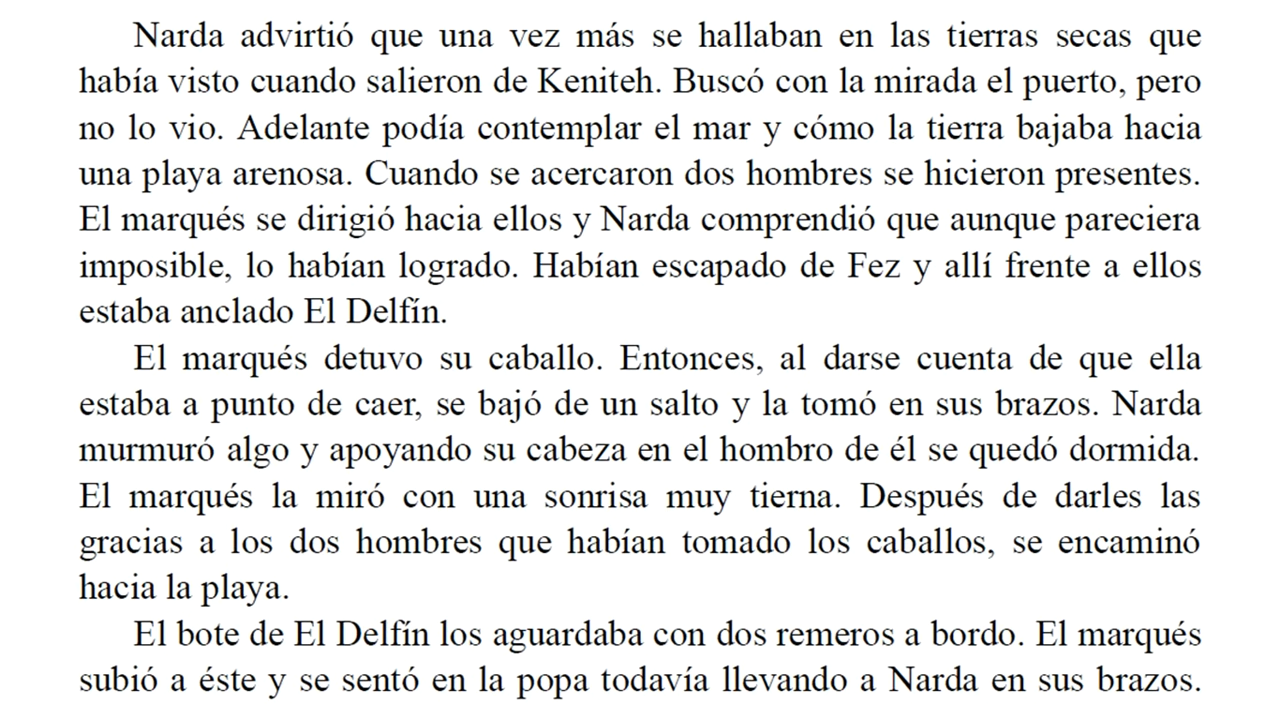 Narda advirtió que una vez más se hallaban en las tierras secas que
había visto cuando salieron de Keniteh. Buscó con la mirada el puerto, pero
no lo vio. Adelante podía contemplar el mar y cómo la tierra bajaba hacia
una playa arenosa. Cuando se acercaron dos hombres se hicieron presentes.
El marqués se dirigió hacia ellos y Narda comprendió que aunque pareciera
imposible, lo habían logrado. Habían escapado de Fez y allí frente a ellos
estaba anclado El Delfín.
El marqués detuvo su caballo. Entonces, al darse cuenta de que ella
estaba a punto de caer, se bajó de un salto y la tomó en sus brazos. Narda
murmuró algo y apoyando su cabeza en el hombro de él se quedó dormida.
El marqués la miró con una sonrisa muy tierna. Después de darles las
gracias a los dos hombres que habían tomado los caballos, se encaminó
hacia la playa.
El bote de El Delfín los aguardaba con dos remeros a bordo. El marqués
subió a éste y se sentó en la popa todavía llevando a Narda en sus brazos.